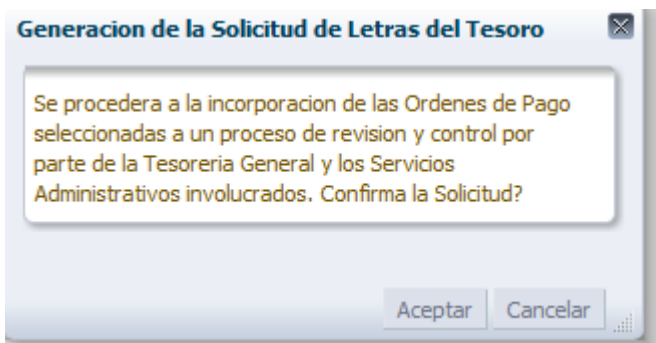 Generacion de la Solicitud de Letras del Tesoro
Se procedera a la incorporacion de las Ordenes de Pago
seleccionadas a un proceso de revision y control por
parte de la Tesoreria General y los Servicios
Administrativos involucrados. Confirma la Solicitud?
Aceptar Cancelar